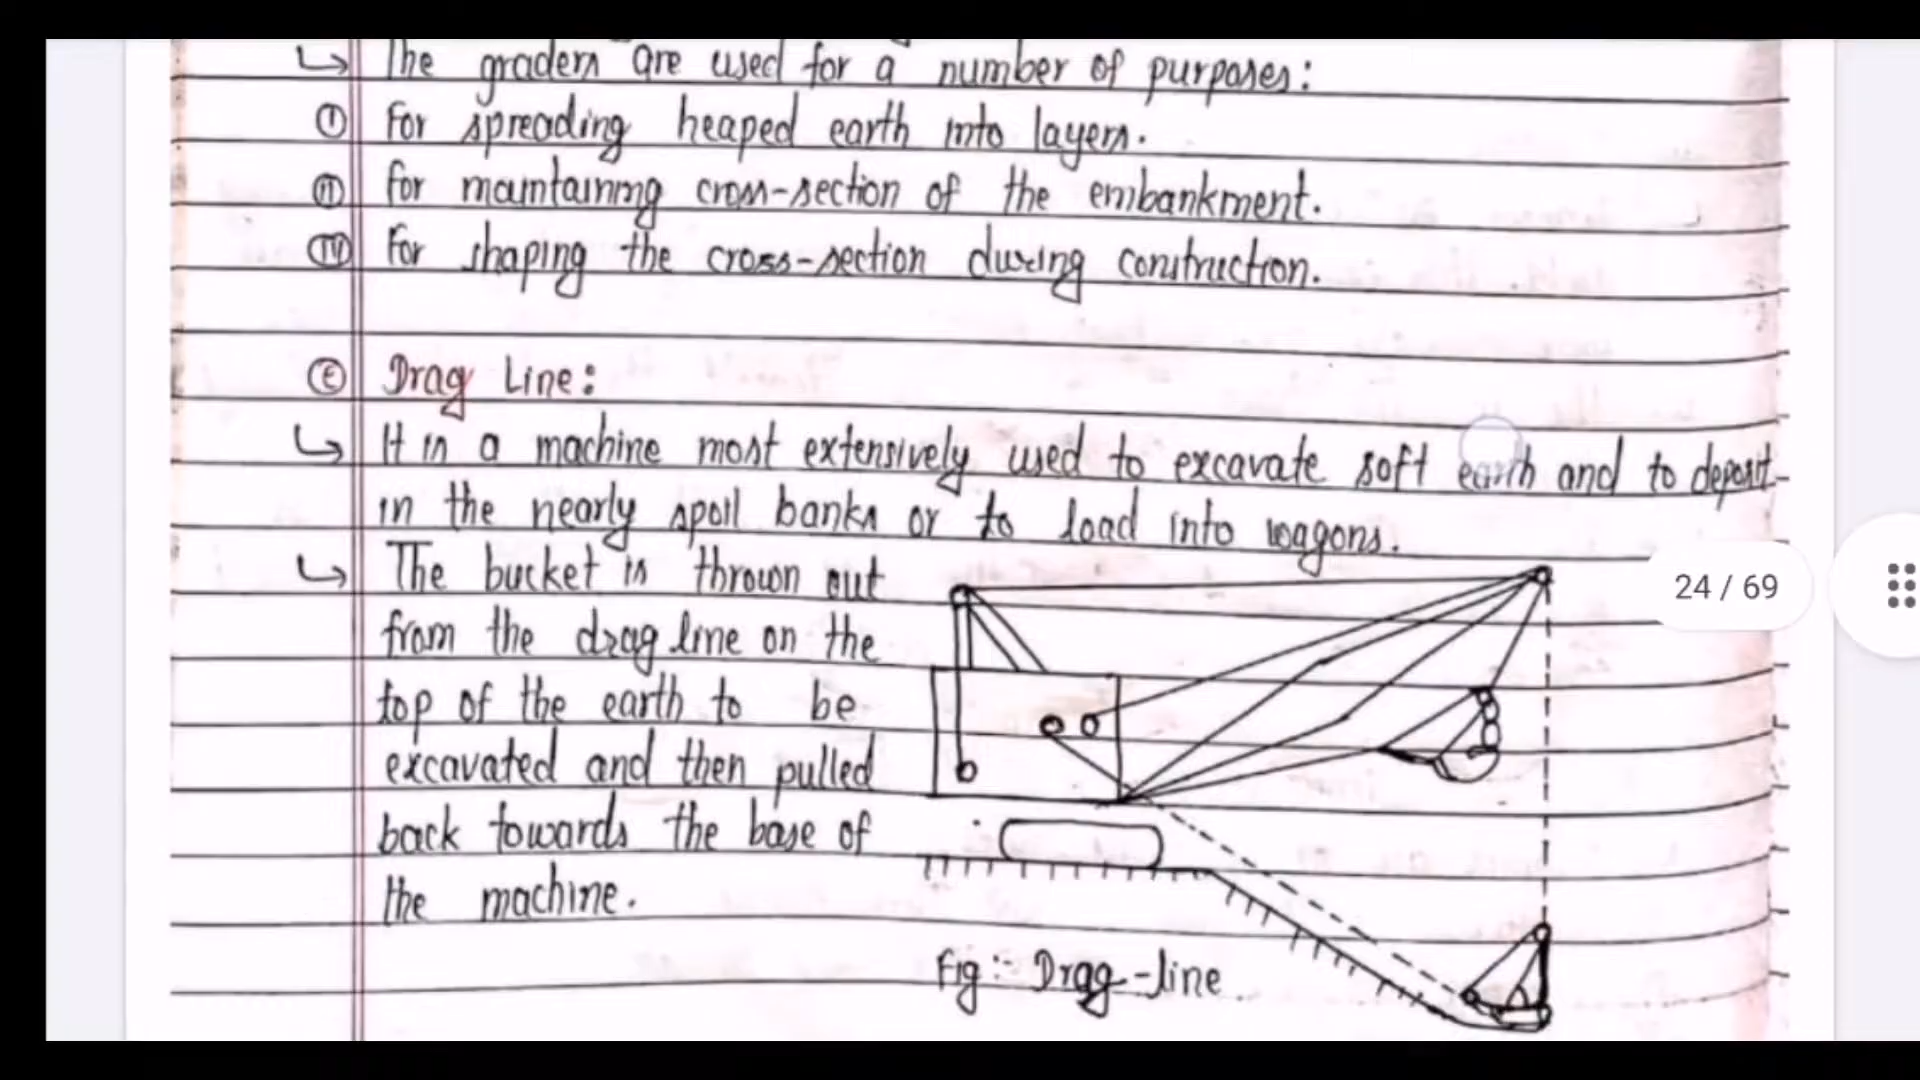 ↳ The graders are used for a number of purposes:
① For spreading heaped earth into layers.
② For maintaining cross-section of the embankment.
Ⓘⓥ For shaping the cross-section during construction.
Ⓔ Drag Line:
↳ It is a machine most extensively used to excavate soft earth and to deposit
in the nearly spoil banks or to load into wagons.
↳ The bucket is thrown out
from the drag line on the
top of the earth to be
excavated and then pulled
back towards the base of
the machine.
Fig :- Drag-line
24 / 69